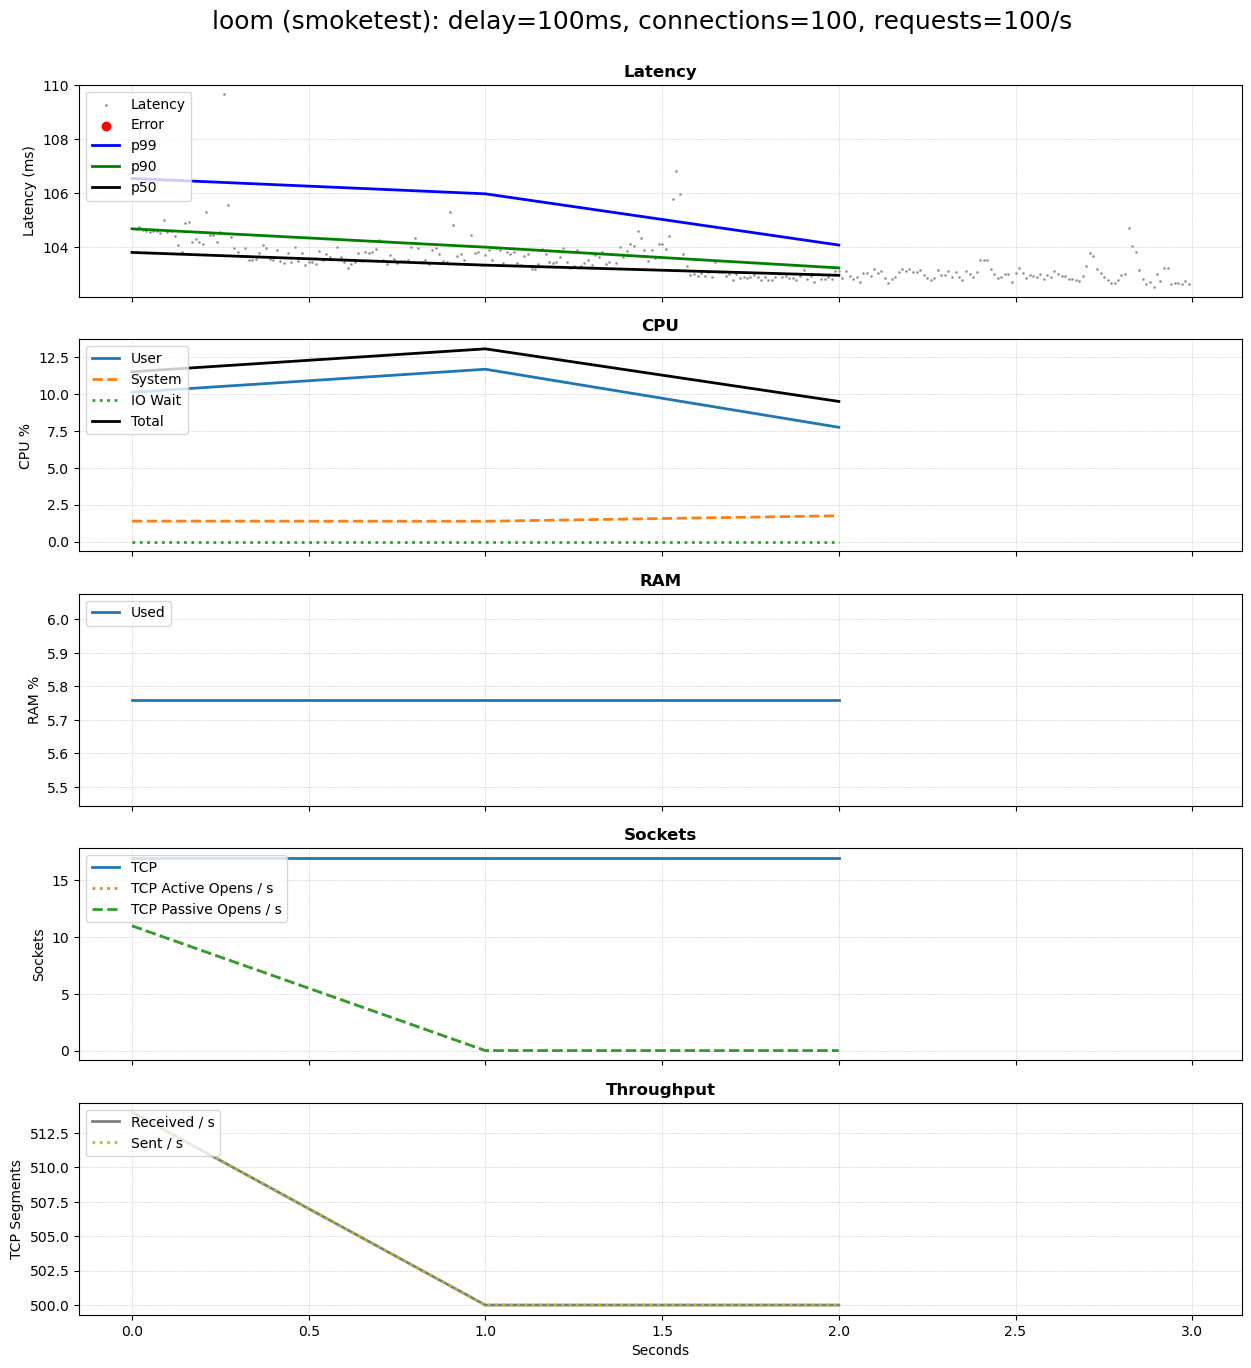 loom (smoketest): delay=100ms, connections=100, requests=100/s
Latency
110
108
106
104
Latency (ms)
Latency
Error
p99
p90
p50
CPU
12.5
10.0
7.5
5.0
2.5
0.0
CPU %
User
System
IO Wait
Total
RAM
6.0
5.9
5.8
5.7
5.6
5.5
RAM %
Used
Sockets
15
10
5
0
Sockets
TCP
TCP Active Opens / s
TCP Passive Opens / s
Throughput
512.5
510.0
507.5
505.0
502.5
500.0
TCP Segments
Received / s
Sent / s
0.0 0.5 1.0 1.5 2.0 2.5 3.0
Seconds